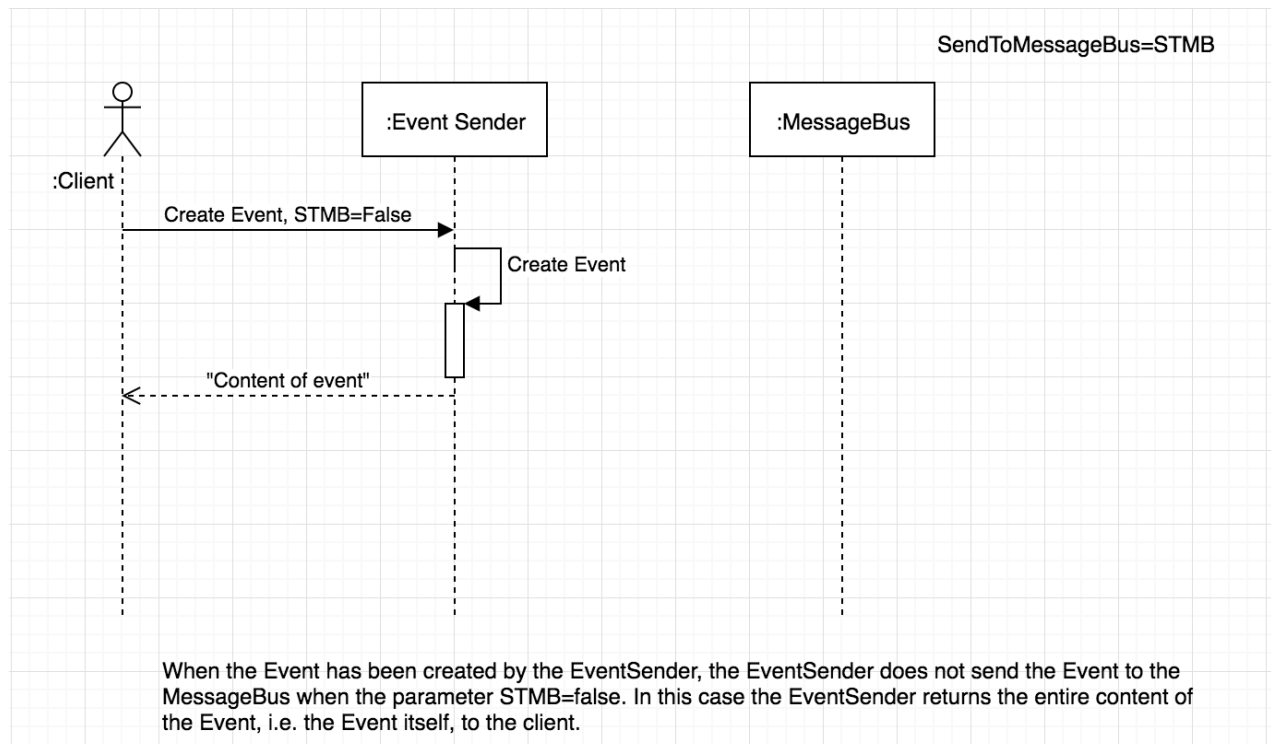 SendToMessageBus=STMB
:Event Sender
:MessageBus
:Client
Create Event, STMB=False
Create Event
"Content of event"
When the Event has been created by the EventSender, the EventSender does not send the Event to the
MessageBus when the parameter STMB=false. In this case the EventSender returns the entire content of
the Event, i.e. the Event itself, to the client.